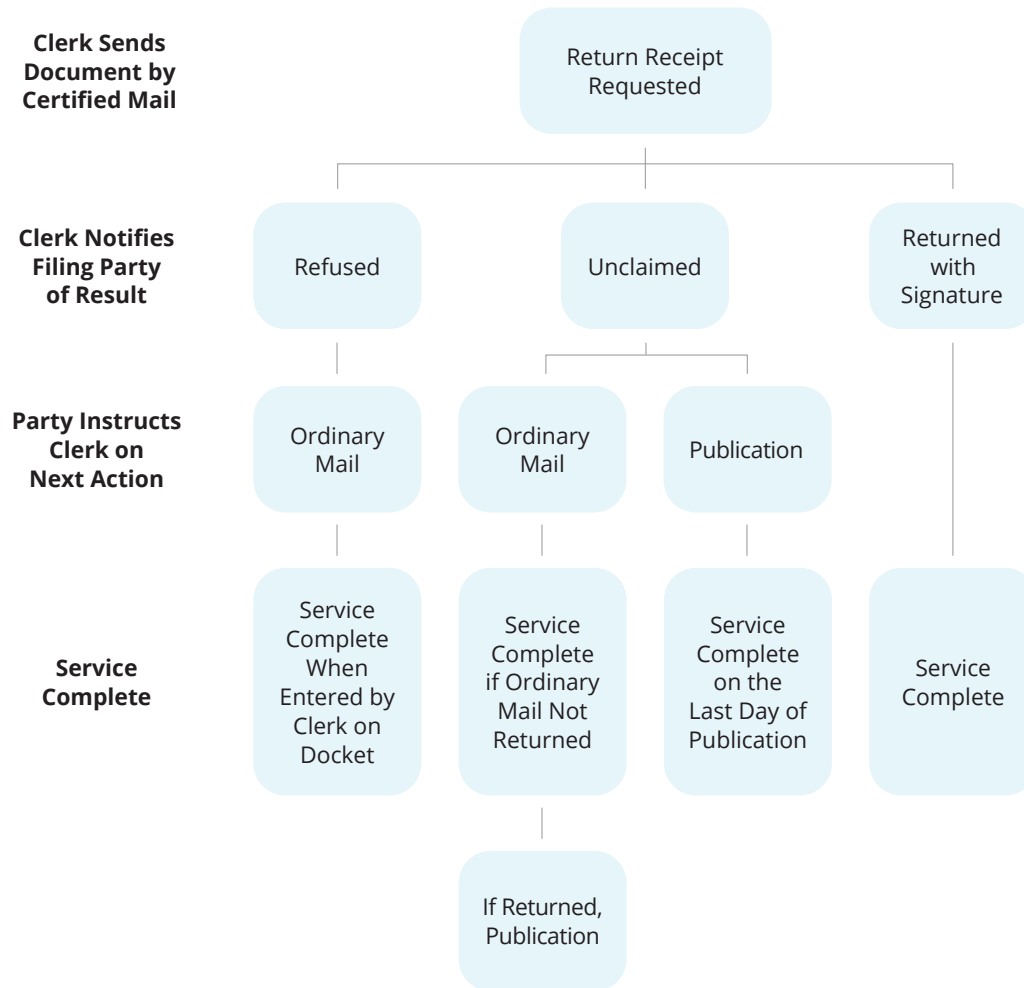 Clerk Sends
Document by
Certified Mail
Return Receipt
Requested
Clerk Notifies
Filing Party
of Result
Refused
Unclaimed
Returned
with
Signature
Party Instructs
Clerk on
Next Action
Ordinary
Mail
Ordinary
Mail
Publication
Service
Complete
Service
Complete
When
Entered by
Clerk on
Docket
Service
Complete
if Ordinary
Mail Not
Returned
Service
Complete
on the
Last Day of
Publication
Service
Complete
If Returned,
Publication